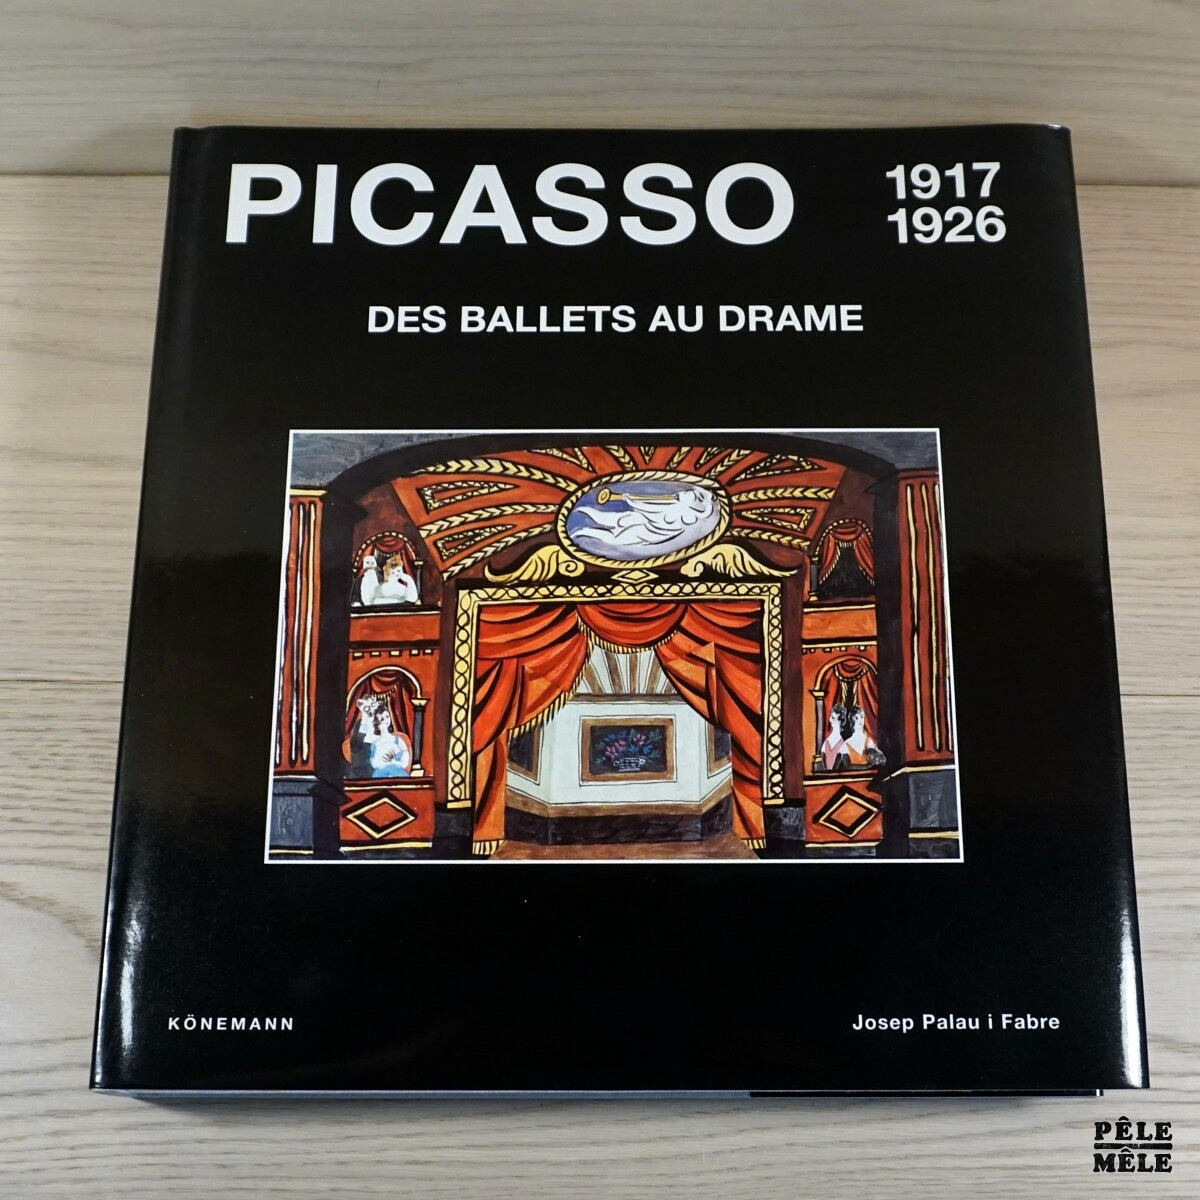 PICASSO
1917
1926
DES BALLETS AU DRAME
KÖNEMANN
Josep Palau i Fabre
PÊLE
MÊLE